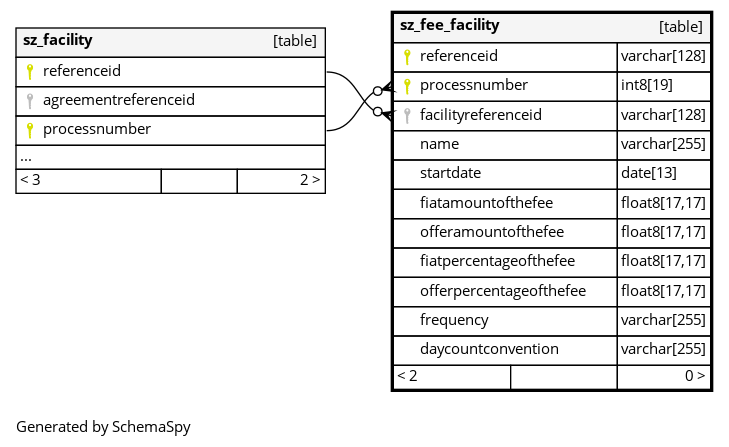 sz_facility [table]
referenceid
agreementreferenceid
processnumber
...
< 3 2 >
sz_fee_facility [table]
referenceid varchar[128]
processnumber int8[19]
facilityreferenceid varchar[128]
name varchar[255]
startdate date[13]
fiatamountofthefee float8[17,17]
offeramountofthefee float8[17,17]
fiatpercentageofthefee float8[17,17]
offerpercentageofthefee float8[17,17]
frequency varchar[255]
daycountconvention varchar[255]
< 2 0 >
Generated by SchemaSpy